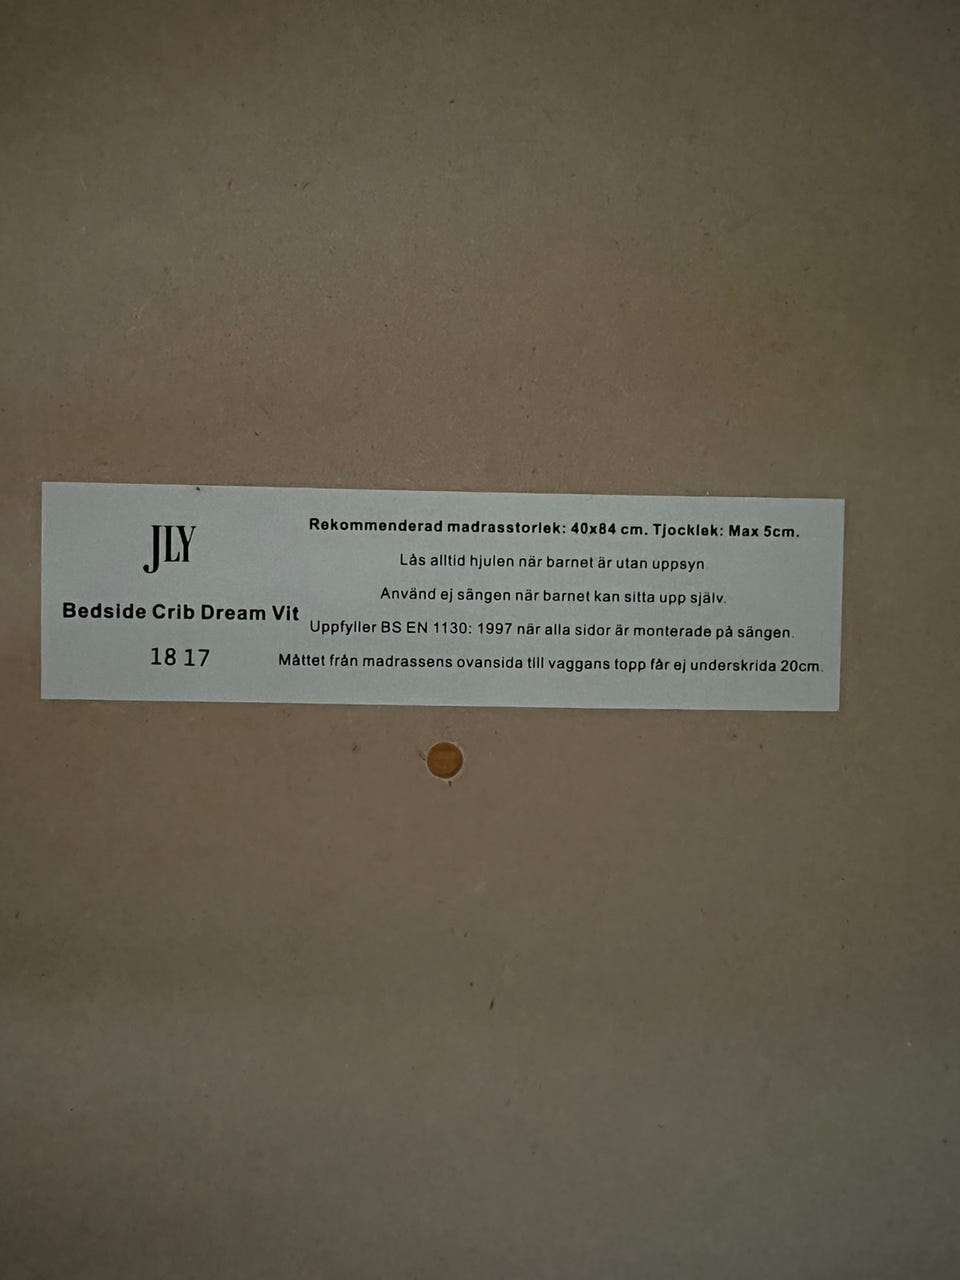 JLY
Bedside Crib Dream Vit
18 17
Rekommenderad madrasstorlek: 40x84 cm. Tjocklek: Max 5cm.
Lås alltid hjulen när barnet är utan uppsyn
Använd ej sängen när barnet kan sitta upp själv.
Uppfyller BS EN 1130: 1997 när alla sidor är monterade på sängen.
Måttet från madrassens ovansida till vaggans topp får ej underskrida 20cm.